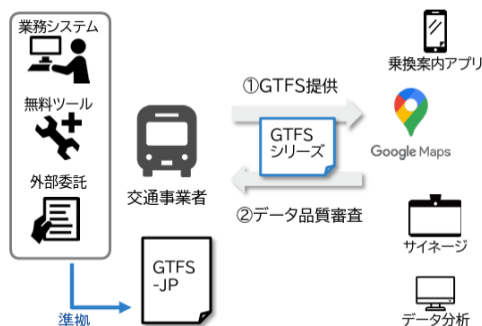 業務システム
無料ツール
外部委託
準拠
交通事業者
GTFS
-JP
①GTFS提供
GTFS
シリーズ
②データ品質審査
乗換案内アプリ
Google Maps
サイネージ
データ分析